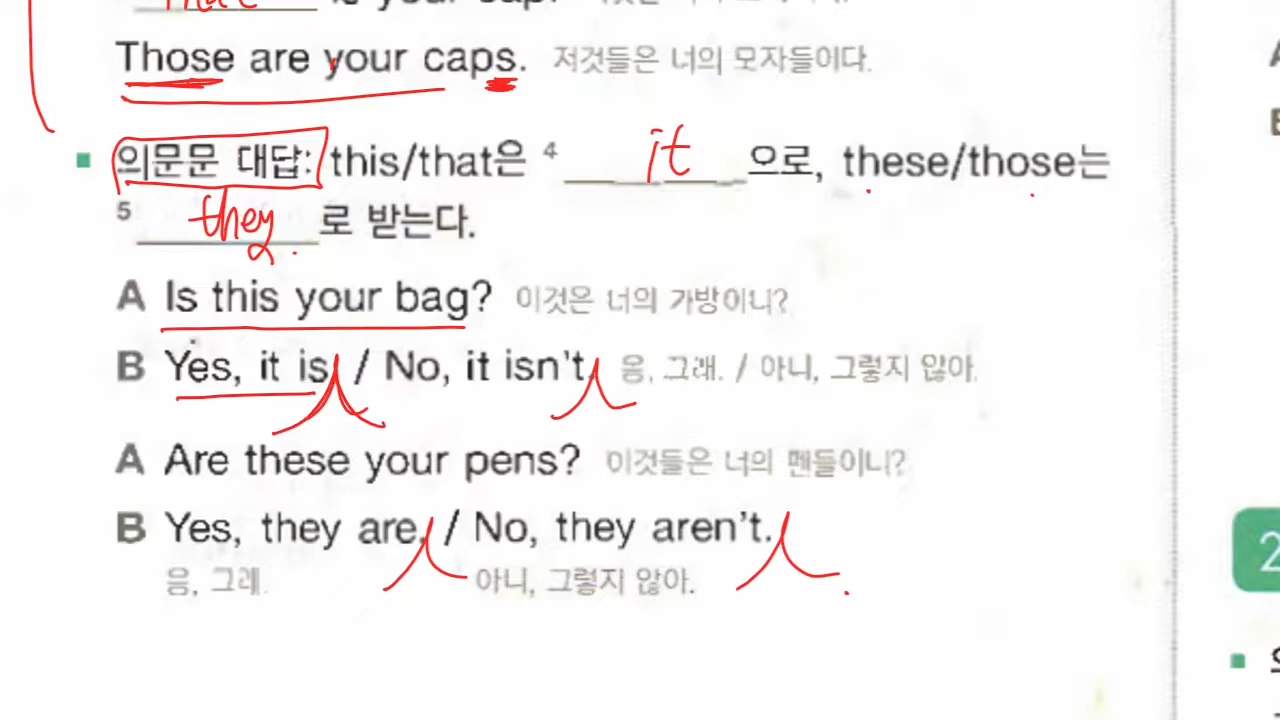 Those are your caps. 저것들은 너의 모자들이다.
의문문 대답: this/that은 4 it 으로, these/those는
5 they 로 받는다.
A Is this your bag? 이것은 너의 가방이니?
B Yes, it is. / No, it isn't. 응, 그래. / 아니, 그렇지 않아.
A Are these your pens? 이것들은 너의 펜들이니?
B Yes, they are. / No, they aren't.
응, 그래. 아니, 그렇지 않아.
2